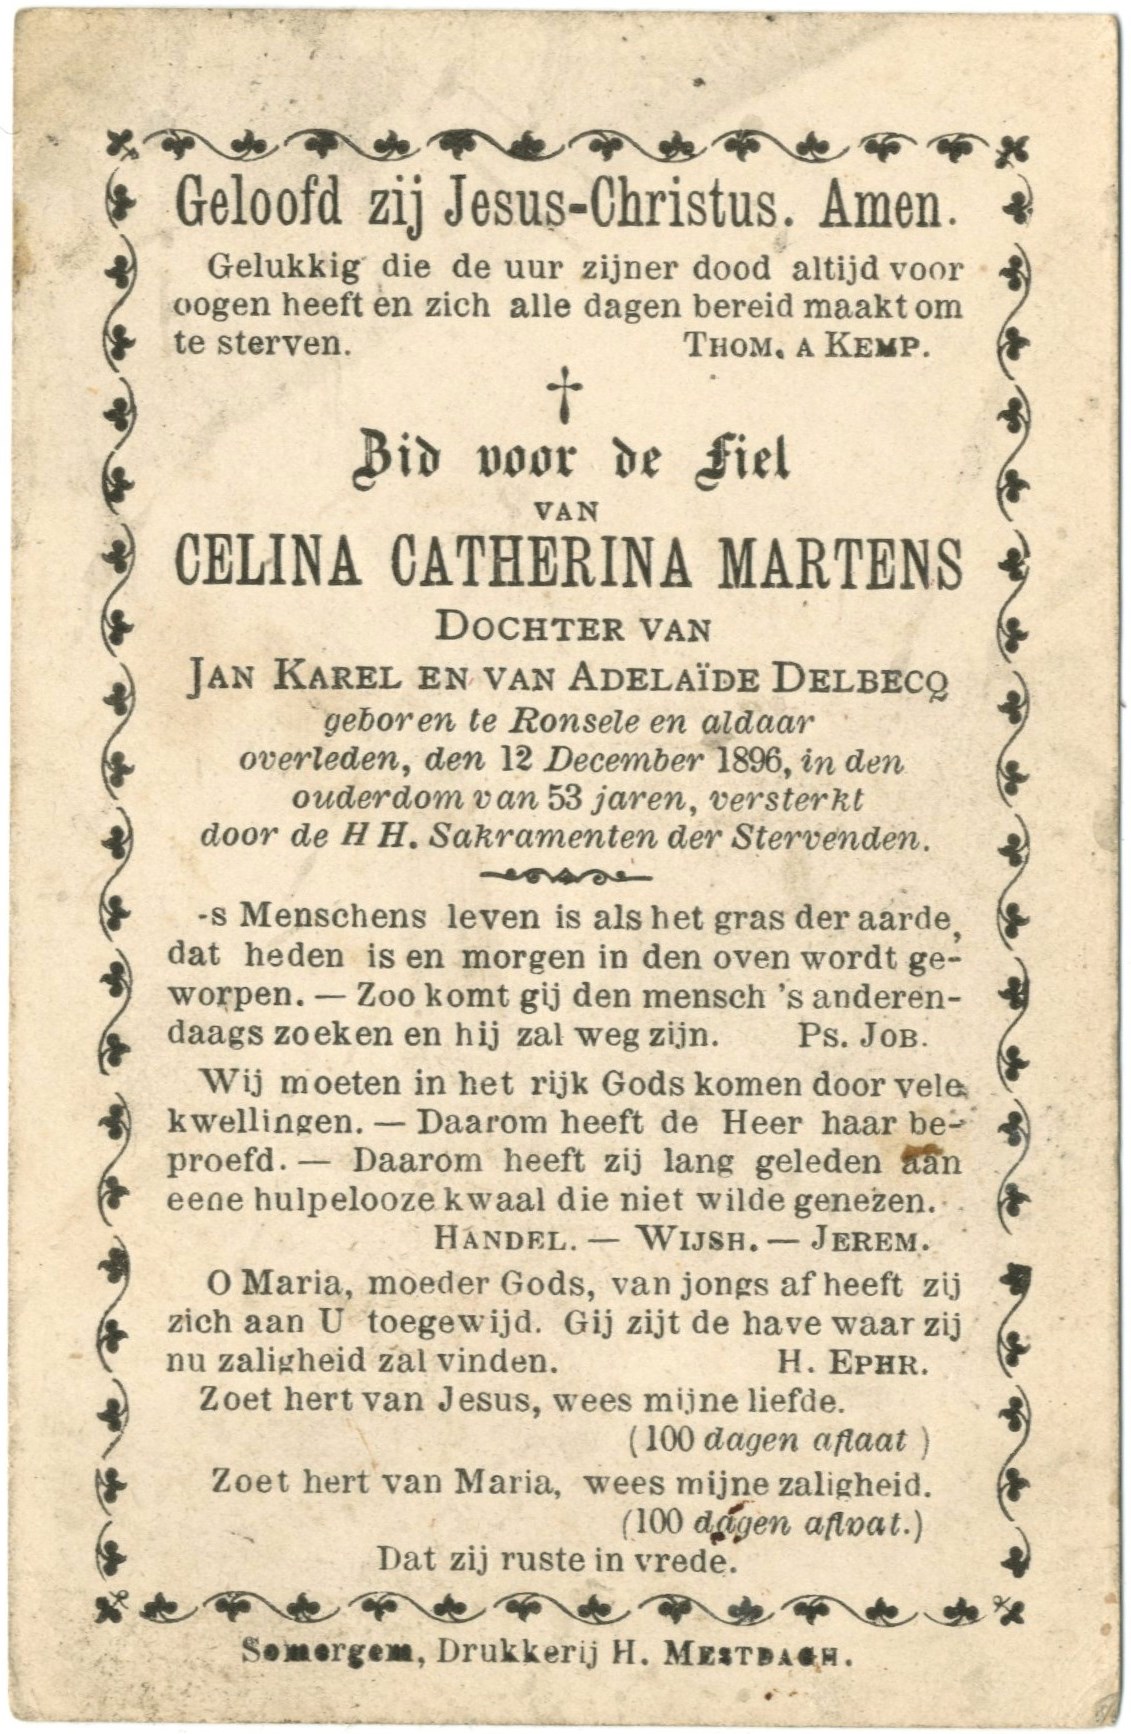 Geloofd zij Jesus-Christus. Amen.
Gelukkig die de uur zijner dood altijd voor
oogen heeft en zich alle dagen bereid maakt om
te sterven. THOM. A KEMP.
†
Bid voor de Fiel
VAN
CELINA CATHERINA MARTENS
DOCHTER VAN
JAN KAREL EN VAN ADELAÏDE DELBECQ
geboren te Ronsele en aldaar
overleden, den 12 December 1896, in den
ouderdom van 53 jaren, versterkt
door de HH. Sakramenten der Stervenden.
-s Menschens leven is als het gras der aarde,
dat heden is en morgen in den oven wordt ge-
worpen. — Zoo komt gij den mensch 's anderen-
daags zoeken en hij zal weg zijn. Ps. JOB.
Wij moeten in het rijk Gods komen door vele
kwellingen. — Daarom heeft de Heer haar be-
proefd. — Daarom heeft zij lang geleden aan
eene hulpelooze kwaal die niet wilde genezen.
HANDEL. — WIJSH. — JEREM.
O Maria, moeder Gods, van jongs af heeft zij
zich aan U toegewijd. Gij zijt de have waar zij
nu zaligheid zal vinden. H. EPHR.
Zoet hert van Jesus, wees mijne liefde.
(100 dagen aflaat )
Zoet hert van Maria, wees mijne zaligheid.
(100 dagen aflvat.)
Dat zij ruste in vrede.
Somergem, Drukkerij H. MESTDAGH.